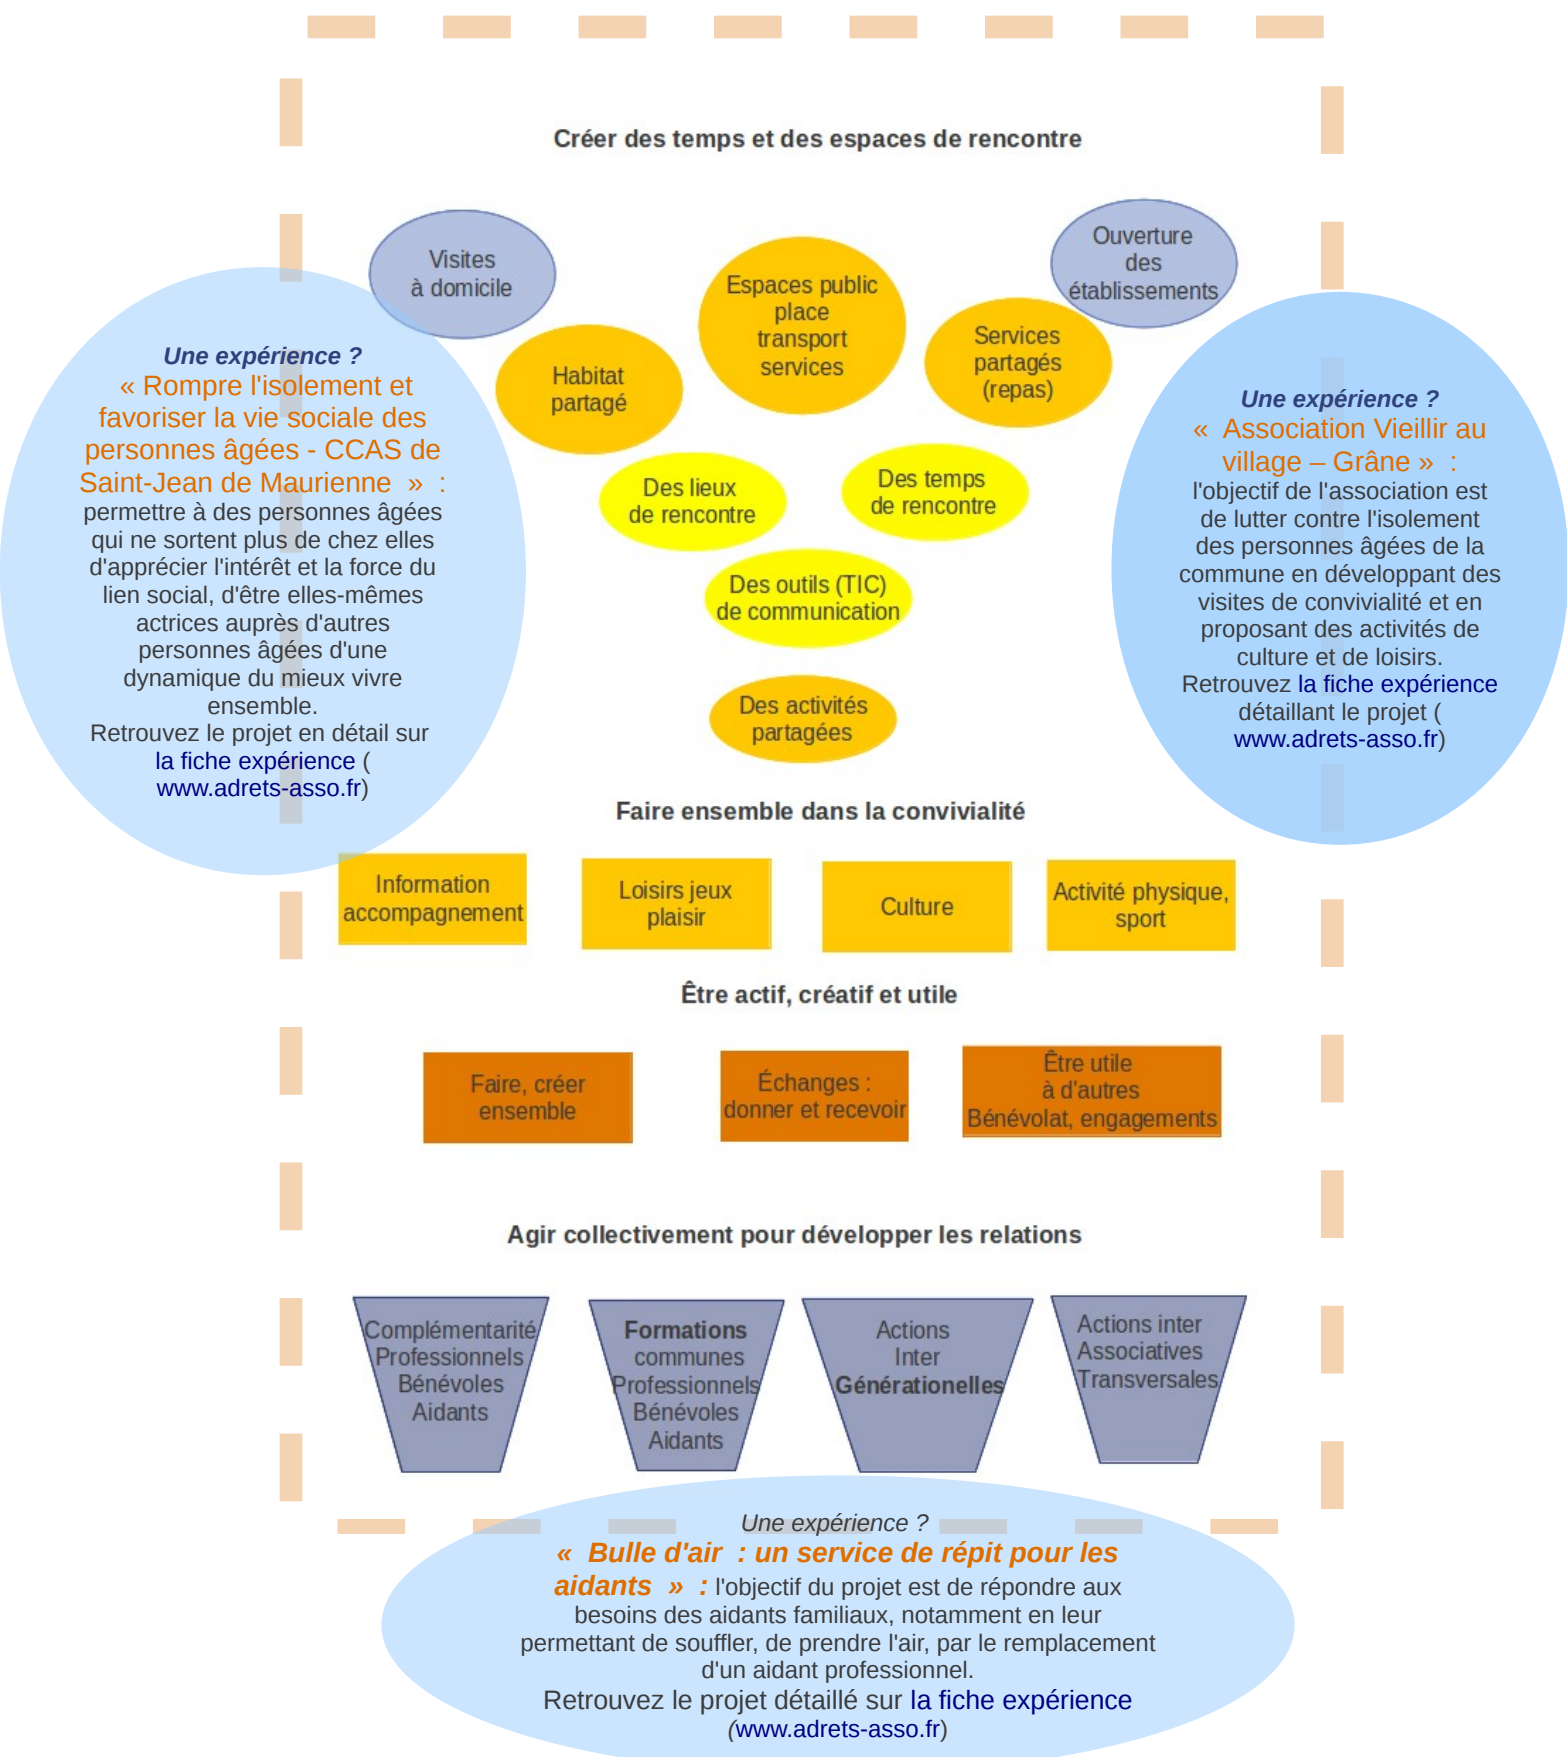 Créer des temps et des espaces de rencontre
Visites
à domicile
Espaces public
place
transport
services
Ouverture
des
établissements
Habitat
partagé
Services
partagés
(repas)
Des lieux
de rencontre
Des temps
de rencontre
Des outils (TIC)
de communication
Des activités
partagées
Une expérience ?
« Rompre l'isolement et
favoriser la vie sociale des
personnes âgées - CCAS de
Saint-Jean de Maurienne » :
permettre à des personnes âgées
qui ne sortent plus de chez elles
d'apprécier l'intérêt et la force du
lien social, d'être elles-mêmes
actrices auprès d'autres
personnes âgées d'une
dynamique du mieux vivre
ensemble.
Retrouvez le projet en détail sur
la fiche expérience (
www.adrets-asso.fr)
Une expérience ?
« Association Vieillir au
village – Grâne » :
l'objectif de l'association est
de lutter contre l'isolement
des personnes âgées de la
commune en développant des
visites de convivialité et en
proposant des activités de
culture et de loisirs.
Retrouvez la fiche expérience
détaillant le projet (
www.adrets-asso.fr)
Faire ensemble dans la convivialité
Information
accompagnement
Loisirs jeux
plaisir
Culture
Activité physique,
sport
Être actif, créatif et utile
Faire, créer
ensemble
Échanges :
donner et recevoir
Être utile
à d'autres
Bénévolat, engagements
Agir collectivement pour développer les relations
Complémentarité
Professionnels
Bénévoles
Aidants
Formations
communes
Professionnels
Bénévoles
Aidants
Actions
Inter
Générationelles
Actions inter
Associatives
Transversales
Une expérience ?
« Bulle d'air : un service de répit pour les
aidants » : l'objectif du projet est de répondre aux
besoins des aidants familiaux, notamment en leur
permettant de souffler, de prendre l'air, par le remplacement
d'un aidant professionnel.
Retrouvez le projet détaillé sur la fiche expérience
(www.adrets-asso.fr)